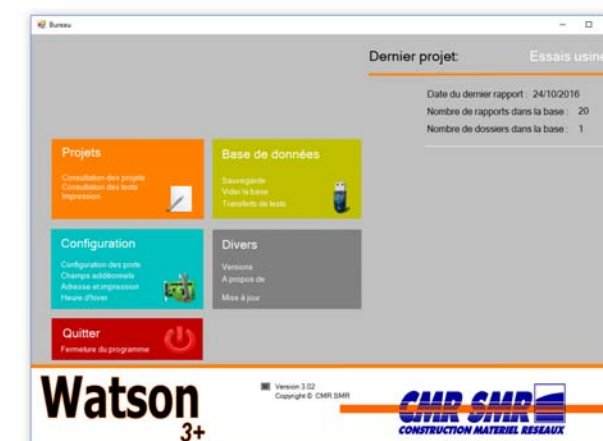 Bureau
Dernier projet: Essais usine
Date du dernier rapport : 24/10/2016
Nombre de rapports dans la base : 20
Nombre de dossiers dans la base : 1
Projets
Consultation des projets
Consultation des tests
Impression
Base de données
Sauvegarde
Vider la base
Transferts de tests
Configuration
Configuration des ports
Champs additionnels
Adresse et impression
Heure d'hiver
Divers
Versions
A propos de
Mise à jour
Quitter
Fermeture du programme
Watson
3+
Version 3.02
Copyright © CMR SMR
CMR SMR
CONSTRUCTION MATERIEL RESEAUX